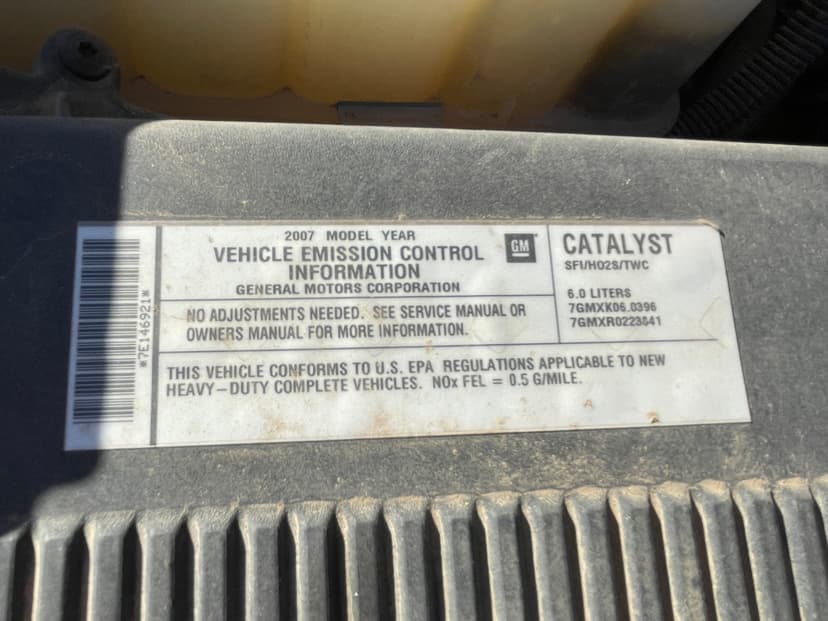 *7E146921*
2007 MODEL YEAR
VEHICLE EMISSION CONTROL
INFORMATION
GENERAL MOTORS CORPORATION
GM
NO ADJUSTMENTS NEEDED. SEE SERVICE MANUAL OR
OWNERS MANUAL FOR MORE INFORMATION.
CATALYST
SFI/HO2S/TWC
6.0 LITERS
7GMXK06.0396
7GMXR0223841
THIS VEHICLE CONFORMS TO U.S. EPA REGULATIONS APPLICABLE TO NEW
HEAVY-DUTY COMPLETE VEHICLES. NOx FEL = 0.5 G/MILE.